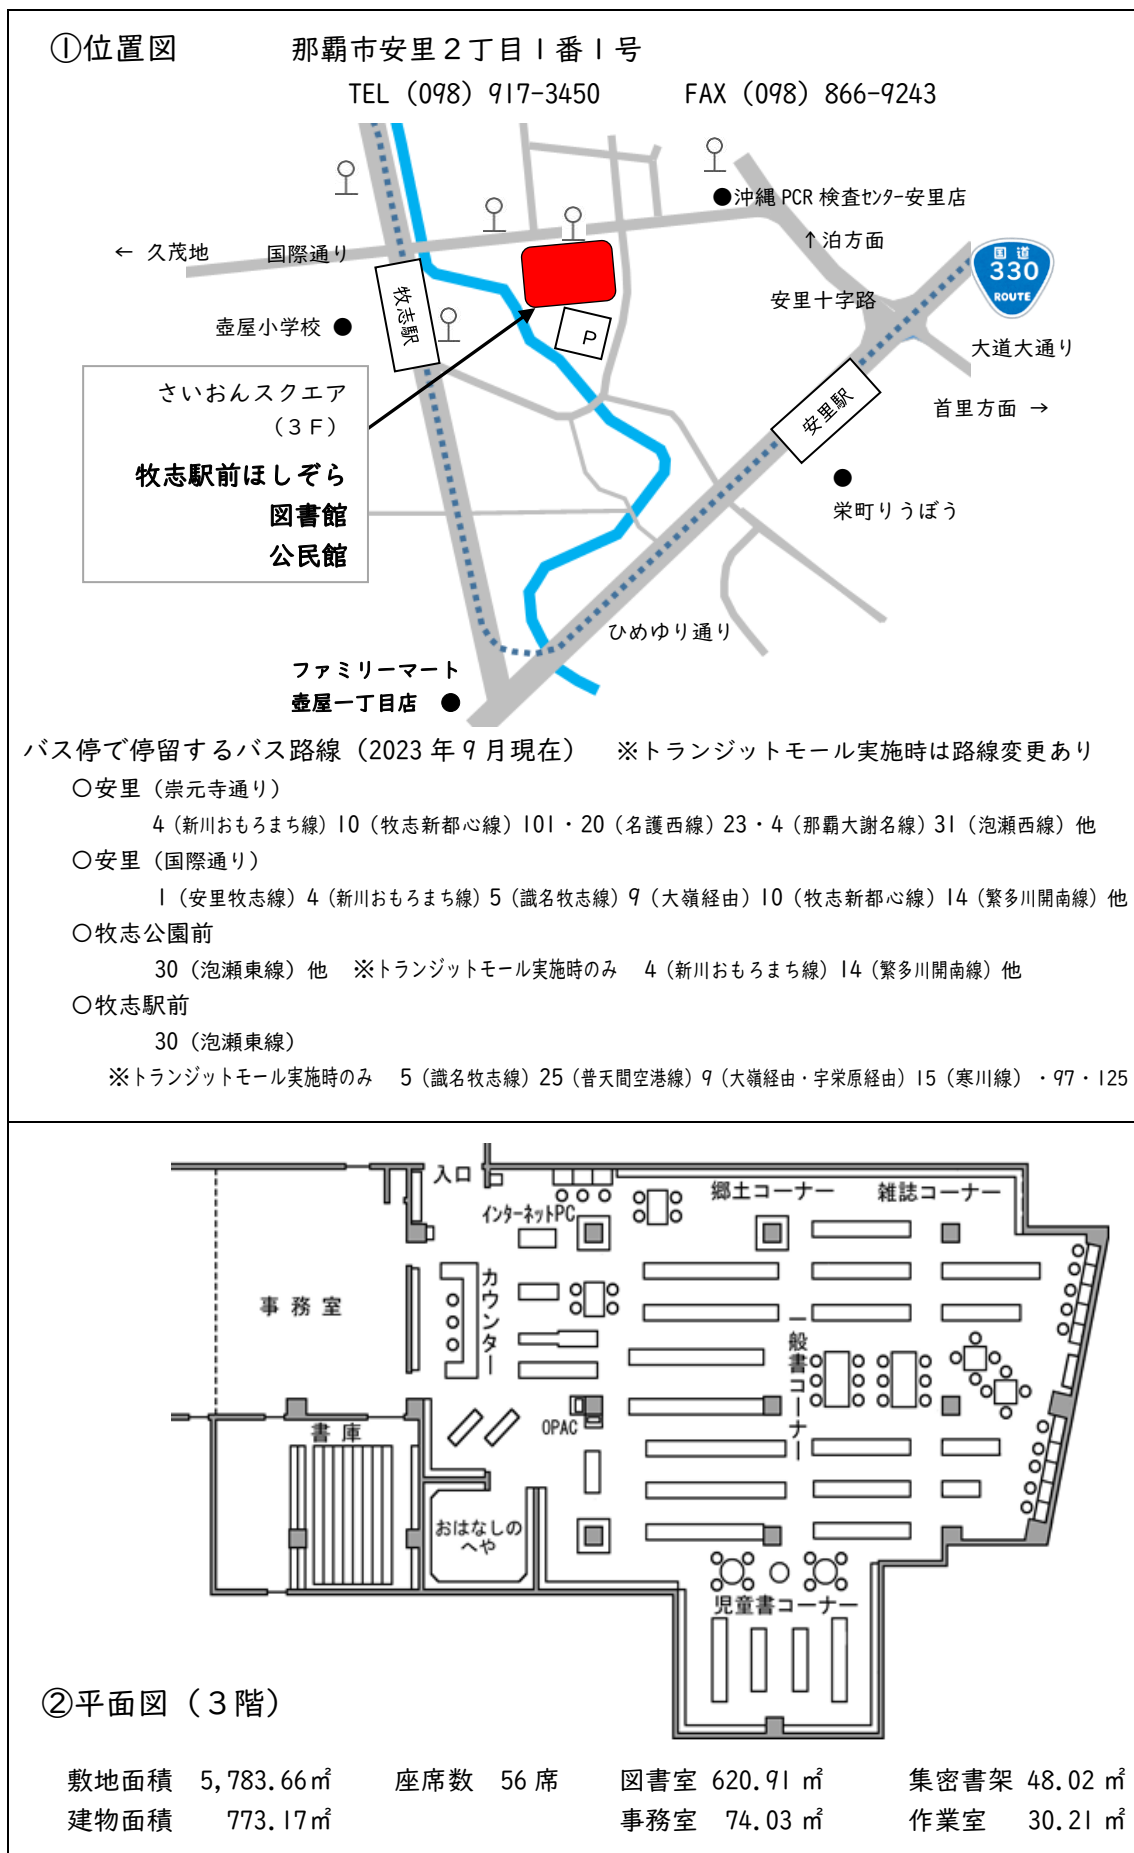 ①位置図　那覇市安里２丁目１番１号
TEL（098）917-3450　FAX（098）866-9243
●沖縄PCR検査センター安里店
← 久茂地　国際通り
↑泊方面
国道
330
ROUTE
牧志駅
安里十字路
壺屋小学校 ●
P
大道大通り
さいおんスクエア
（３Ｆ）
牧志駅前ほしぞら
図書館
公民館
安里駅
首里方面 →
●
栄町りうぼう
ひめゆり通り
ファミリーマート
壺屋一丁目店 ●
バス停で停留するバス路線（2023年9月現在）　※トランジットモール実施時は路線変更あり
○安里（崇元寺通り）
4（新川おもろまち線）10（牧志新都心線）101・20（名護西線）23・4（那覇大謝名線）31（泡瀬西線）他
○安里（国際通り）
1（安里牧志線）4（新川おもろまち線）5（識名牧志線）9（大嶺経由）10（牧志新都心線）14（繁多川開南線）他
○牧志公園前
30（泡瀬東線）他　※トランジットモール実施時のみ　4（新川おもろまち線）14（繁多川開南線）他
○牧志駅前
30（泡瀬東線）
※トランジットモール実施時のみ　5（識名牧志線）25（普天間空港線）9（大嶺経由・宇栄原経由）15（寒川線）・97・125
入口
インターネットPC
郷土コーナー
雑誌コーナー
事務室
カウンター
一般書コーナー
書庫
OPAC
おはなしの
へや
児童書コーナー
②平面図（３階）
敷地面積　5,783.66㎡　座席数　56席　図書室 620.91㎡　集密書架 48.02㎡
建物面積　773.17㎡　事務室　74.03㎡　作業室　30.21㎡